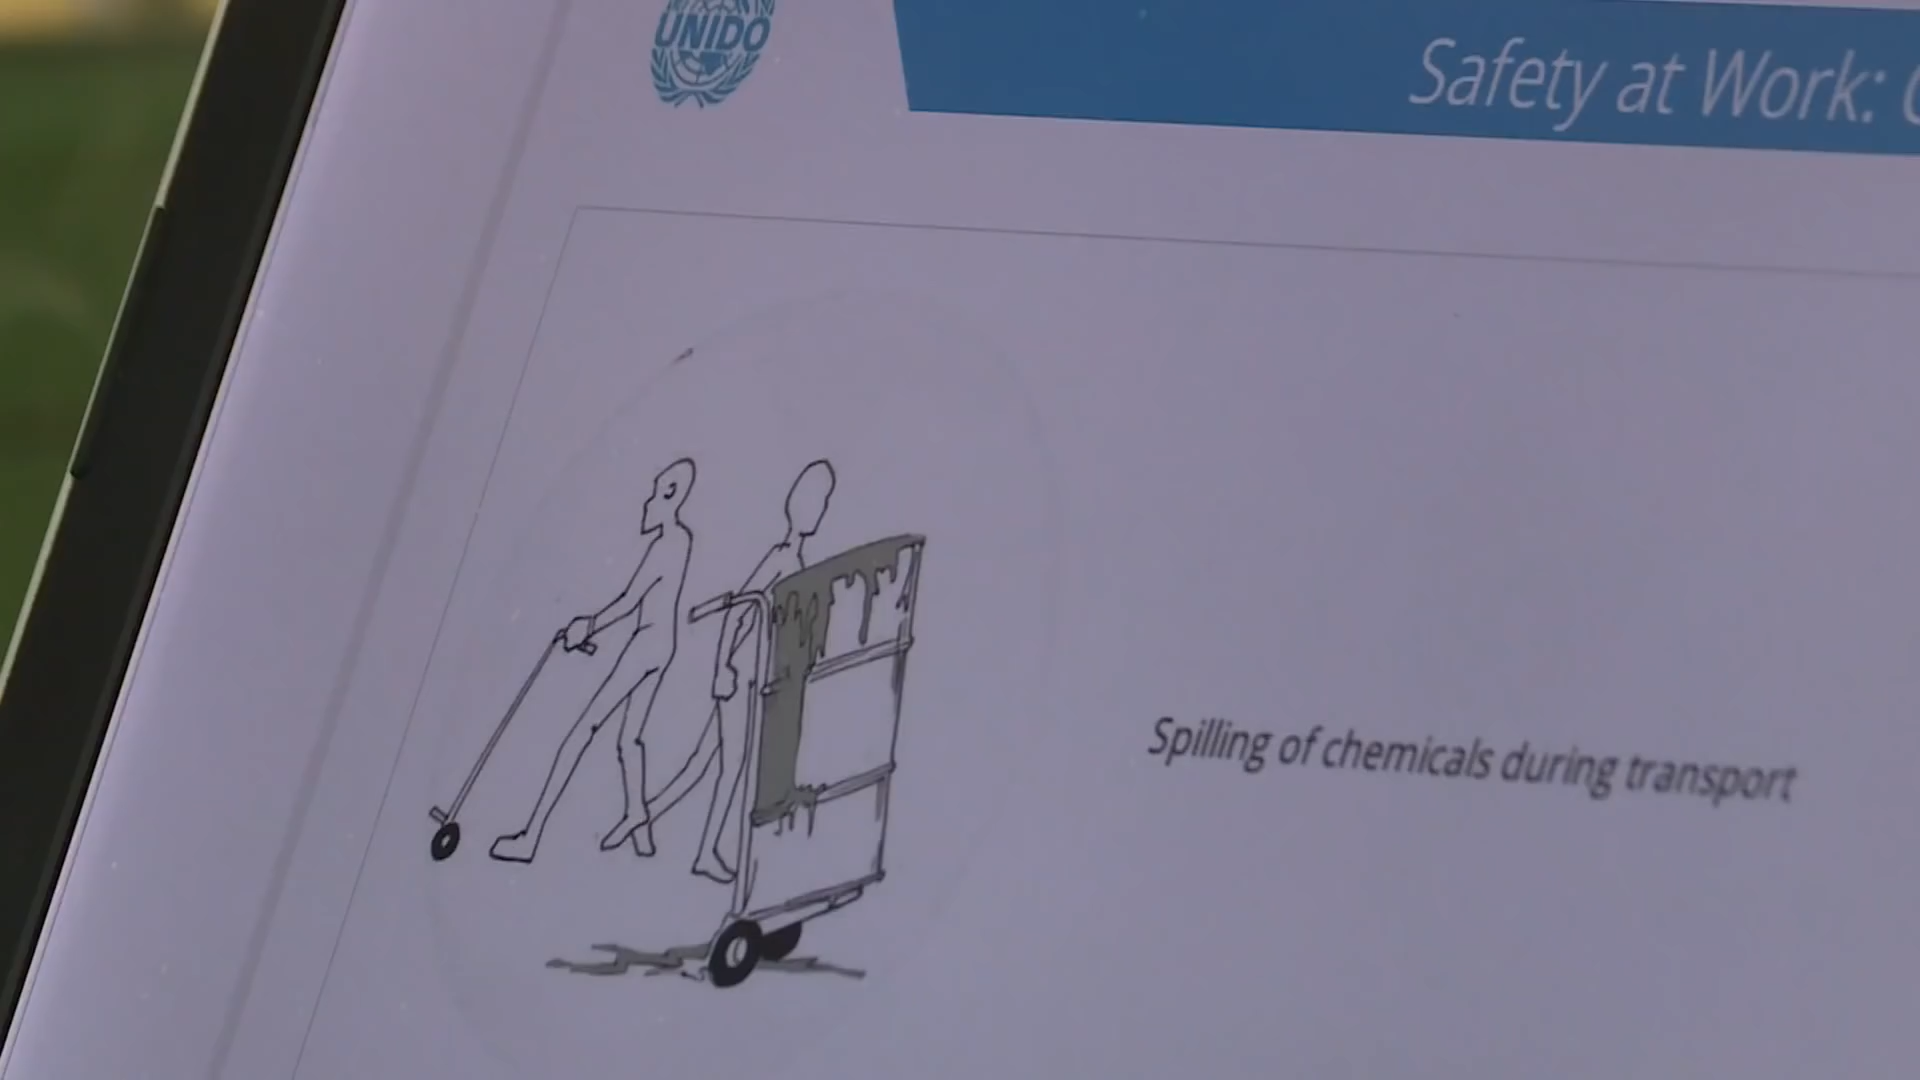 UNIDO
Safety at Work:
Spilling of chemicals during transport